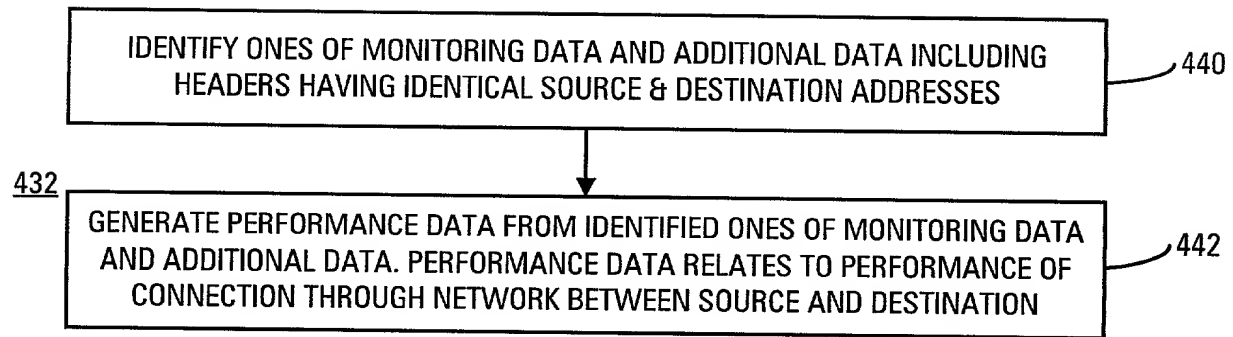 IDENTIFY ONES OF MONITORING DATA AND ADDITIONAL DATA INCLUDING
HEADERS HAVING IDENTICAL SOURCE & DESTINATION ADDRESSES
440
432
GENERATE PERFORMANCE DATA FROM IDENTIFIED ONES OF MONITORING DATA
AND ADDITIONAL DATA. PERFORMANCE DATA RELATES TO PERFORMANCE OF
CONNECTION THROUGH NETWORK BETWEEN SOURCE AND DESTINATION
442